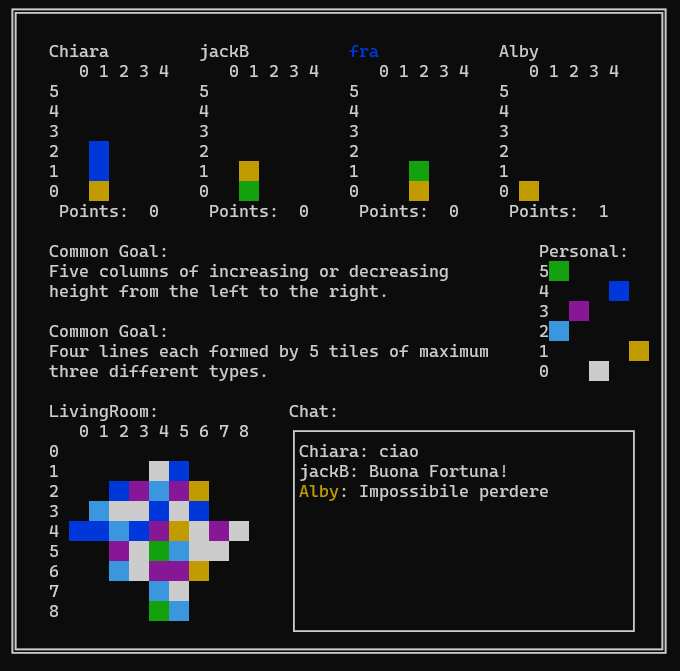 Chiara jackB fra Alby
0 1 2 3 4 0 1 2 3 4 0 1 2 3 4 0 1 2 3 4
5 5 5 5
4 4 4 4
3 3 3 3
2 2 2 2
1 1 1 1
0 0 0 0
Points: 0 Points: 0 Points: 0 Points: 1
Common Goal:
Five columns of increasing or decreasing
height from the left to the right.
Common Goal:
Four lines each formed by 5 tiles of maximum
three different types.
Personal:
5
4
3
2
1
0
LivingRoom:
0 1 2 3 4 5 6 7 8
0
1
2
3
4
5
6
7
8
Chat:
Chiara: ciao
jackB: Buona Fortuna!
Alby: Impossibile perdere